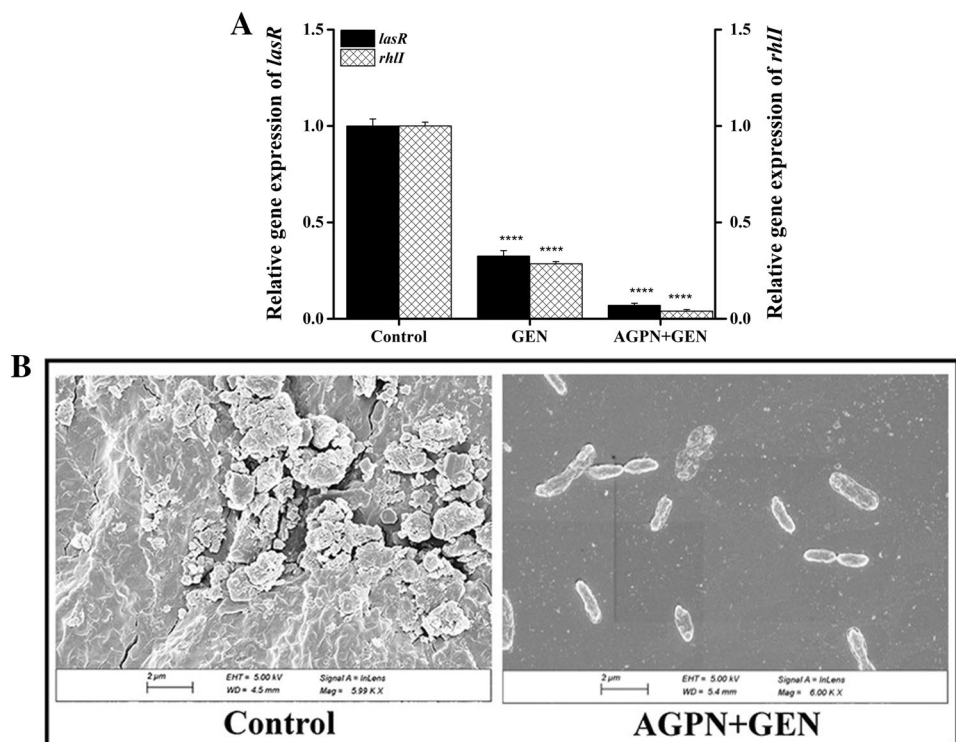 A
Relative gene expression of lasR
Relative gene expression of rhlI
1.5
1.0
0.5
0.0
1.5
1.0
0.5
0.0
lasR
rhlI
**** ****
**** ****
Control GEN AGPN+GEN
B
2 µm EHT = 5.00 kV Signal A = InLens
WD = 4.5 mm Mag = 5.99 K X
2 µm EHT = 5.00 kV Signal A = InLens
WD = 5.4 mm Mag = 6.00 K X
Control AGPN+GEN